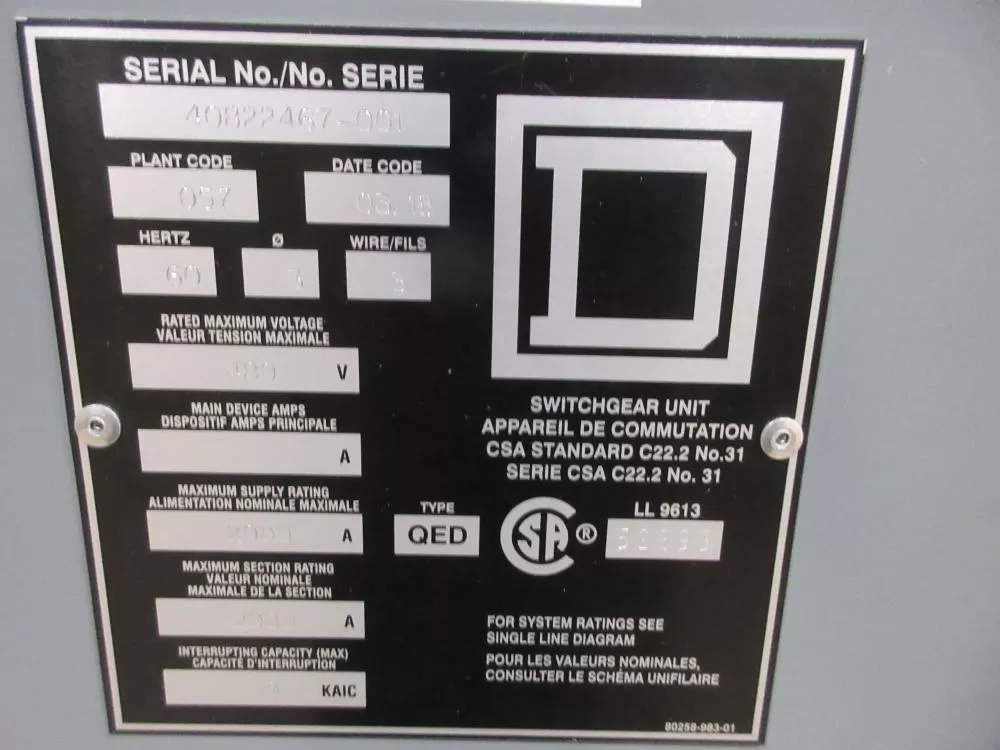 SERIAL No./No. SERIE
40822467-001
PLANT CODE
DATE CODE
057
HERTZ
Ø
WIRE/FILS
60
3
3
RATED MAXIMUM VOLTAGE
VALEUR TENSION MAXIMALE
V
MAIN DEVICE AMPS
DISPOSITIF AMPS PRINCIPALE
A
MAXIMUM SUPPLY RATING
ALIMENTATION NOMINALE MAXIMALE
A
MAXIMUM SECTION RATING
VALEUR NOMINALE
MAXIMALE DE LA SECTION
A
INTERRUPTING CAPACITY (MAX)
CAPACITÉ D'INTERRUPTION
KAIC
D
SWITCHGEAR UNIT
APPAREIL DE COMMUTATION
CSA STANDARD C22.2 No.31
SERIE CSA C22.2 No. 31
TYPE
QED
CSA ®
LL 9613
FOR SYSTEM RATINGS SEE
SINGLE LINE DIAGRAM
POUR LES VALEURS NOMINALES,
CONSULTER LE SCHÉMA UNIFILAIRE
80258-983-01